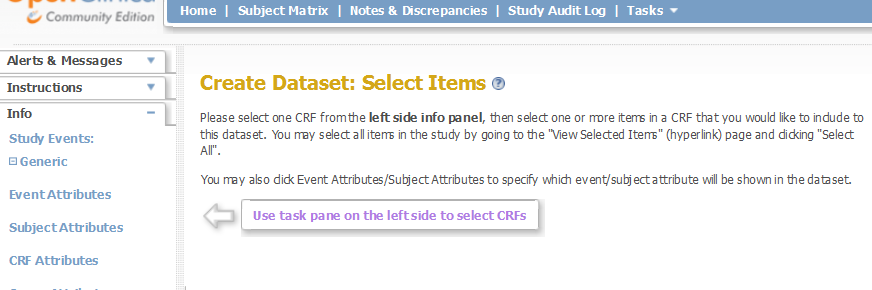 Community Edition
Home | Subject Matrix | Notes & Discrepancies | Study Audit Log | Tasks
Alerts & Messages
Instructions
Info
Study Events:
Generic
Event Attributes
Subject Attributes
CRF Attributes
Create Dataset: Select Items
Please select one CRF from the left side info panel, then select one or more items in a CRF that you would like to include to
this dataset. You may select all items in the study by going to the "View Selected Items" (hyperlink) page and clicking "Select
All".
You may also click Event Attributes/Subject Attributes to specify which event/subject attribute will be shown in the dataset.
Use task pane on the left side to select CRFs